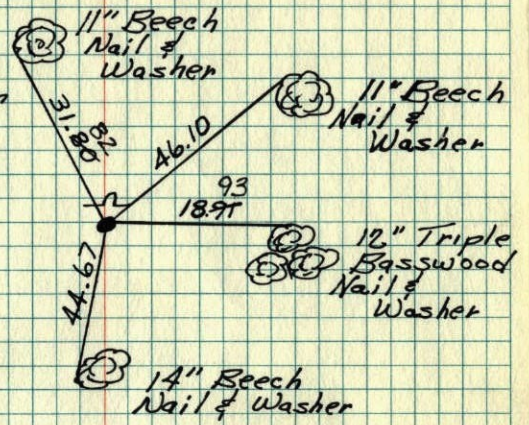 11" Beech
Nail &
Washer
11" Beech
Nail &
Washer
82
31.80
46.10
93
18.91
12" Triple
Basswood
Nail &
Washer
44.67
14" Beech
Nail & Washer